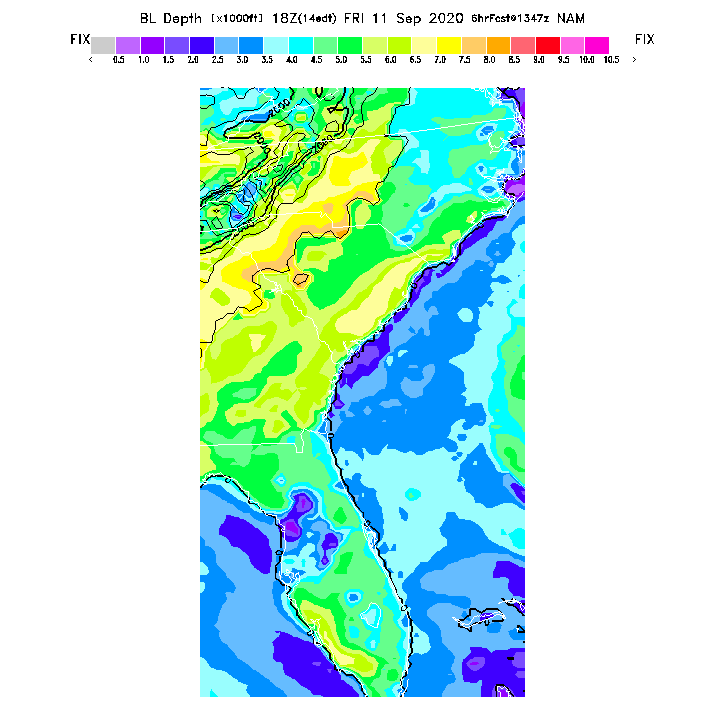 BL Depth [x1000ft] 18Z(14edt) FRI 11 Sep 2020 6hrFcst@1347z NAM
FIX FIX
< 0.5 1.0 1.5 2.0 2.5 3.0 3.5 4.0 4.5 5.0 5.5 6.0 6.5 7.0 7.5 8.0 8.5 9.0 9.5 10.0 10.5 >
2000
2000